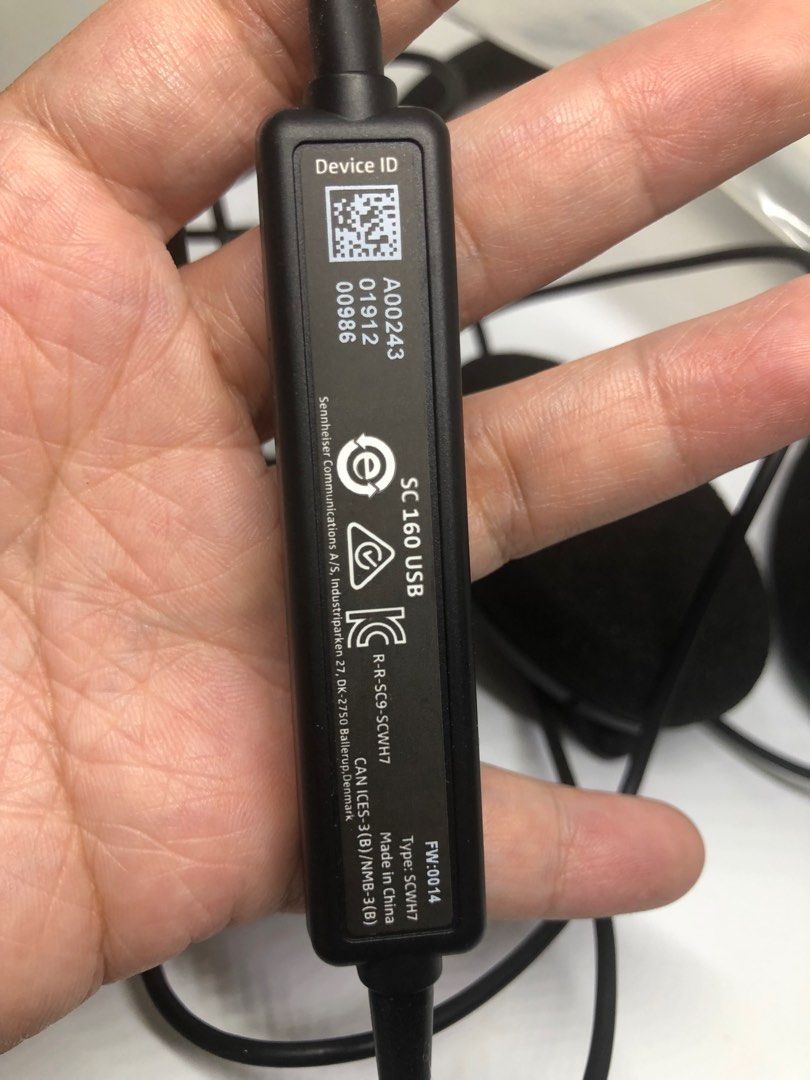 Device ID
A00243
01912
00986
SC 160 USB
R-R-SC9-SCWH7
Sennheiser Communications A/S, Industriparken 27, DK-2750 Ballerup,Denmark
FW:0014
Type: SCWH7
Made in China
CAN ICES-3(B)/NMB-3(B)